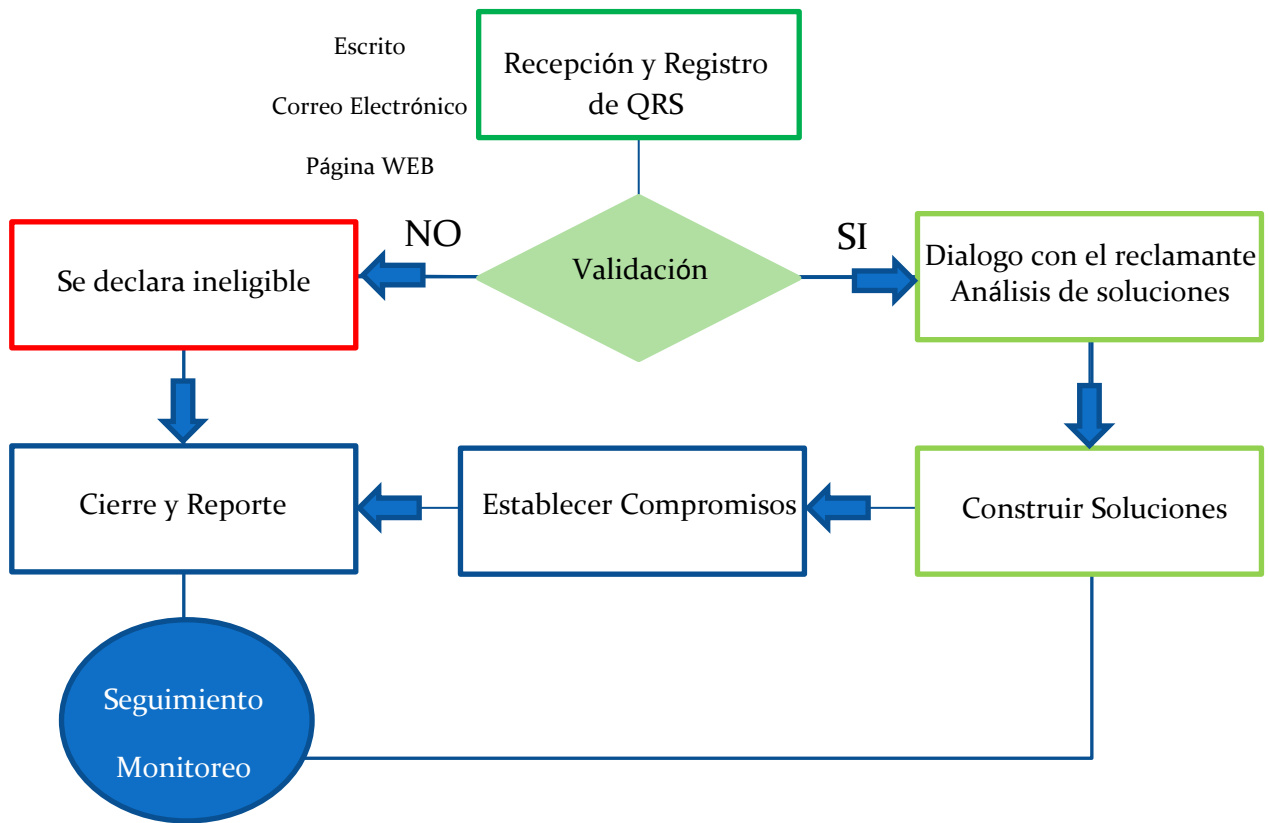 Escrito
Correo Electrónico
Página WEB
Recepción y Registro
de QRS
NO
Validación
SI
Se declara ineligible
Dialogo con el reclamante
Análisis de soluciones
Cierre y Reporte
Establecer Compromisos
Construir Soluciones
Seguimiento
Monitoreo